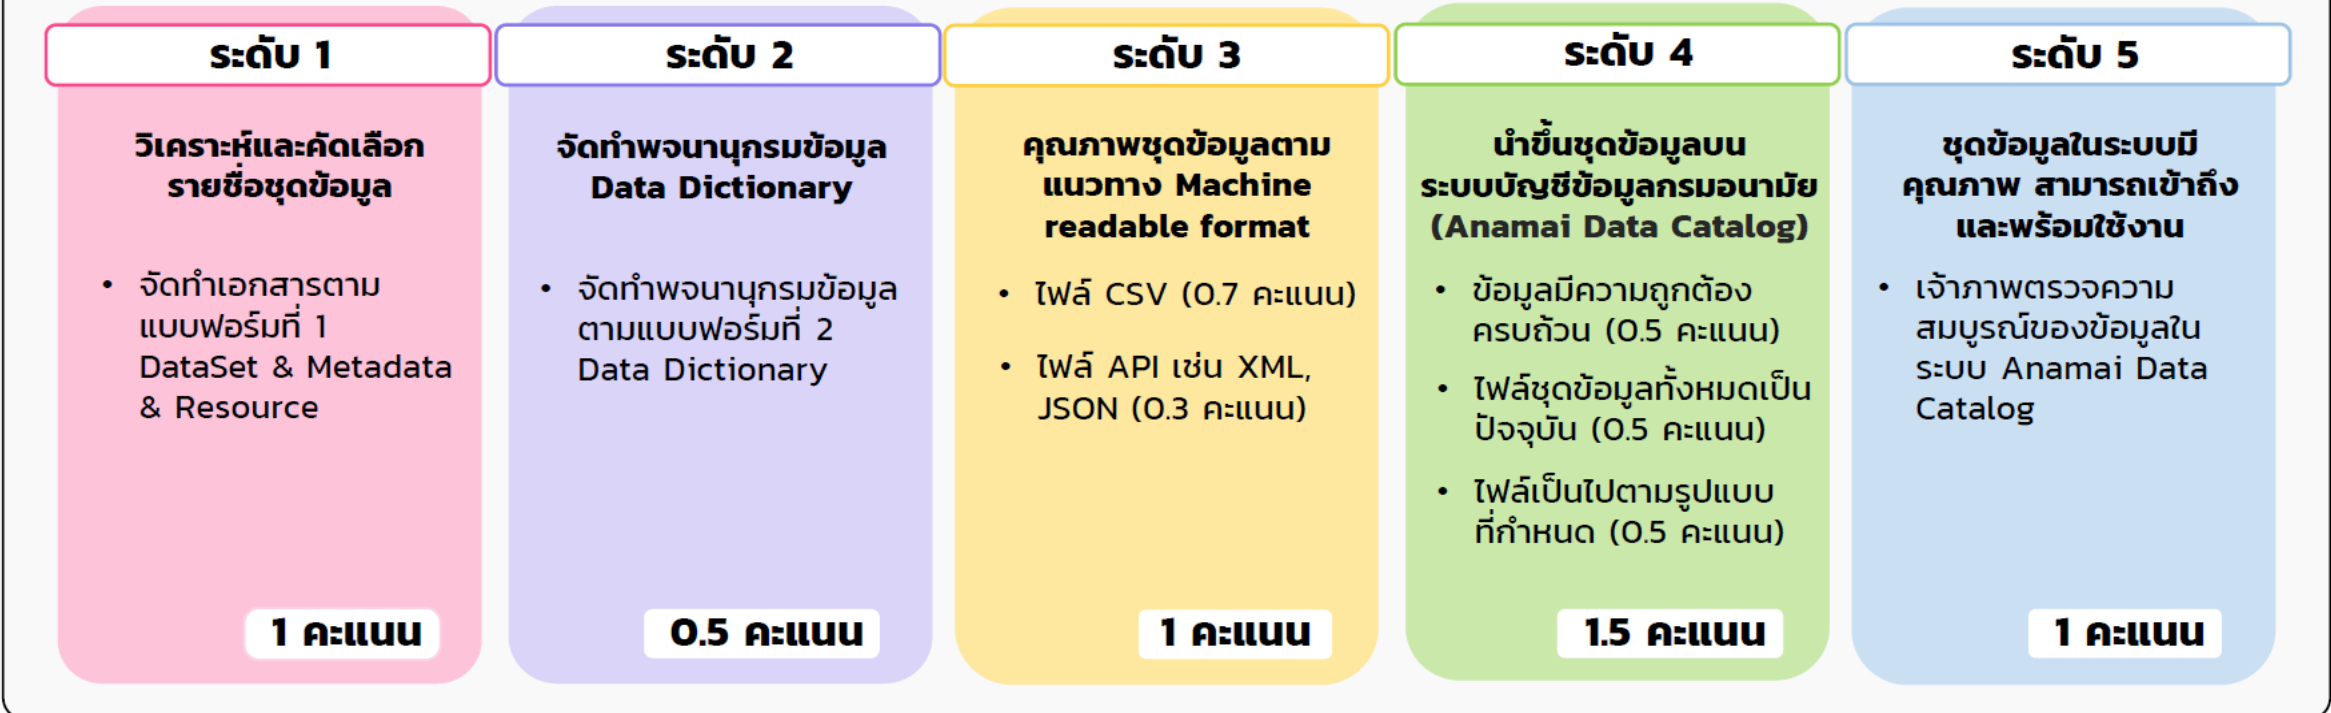 ระดับ 1
วิเคราะห์และคัดเลือก
รายชื่อชุดข้อมูล
• จัดทำเอกสารตาม
แบบฟอร์มที่ 1
DataSet & Metadata
& Resource
1 คะแนน
ระดับ 2
จัดทำพจนานุกรมข้อมูล
Data Dictionary
• จัดทำพจนานุกรมข้อมูล
ตามแบบฟอร์มที่ 2
Data Dictionary
0.5 คะแนน
ระดับ 3
คุณภาพชุดข้อมูลตาม
แนวทาง Machine
readable format
• ไฟล์ CSV (0.7 คะแนน)
• ไฟล์ API เช่น XML,
JSON (0.3 คะแนน)
1 คะแนน
ระดับ 4
นำขึ้นชุดข้อมูลบน
ระบบบัญชีข้อมูลกรมอนามัย
(Anamai Data Catalog)
• ข้อมูลมีความถูกต้อง
ครบถ้วน (0.5 คะแนน)
• ไฟล์ชุดข้อมูลทั้งหมดเป็น
ปัจจุบัน (0.5 คะแนน)
• ไฟล์เป็นไปตามรูปแบบ
ที่กำหนด (0.5 คะแนน)
1.5 คะแนน
ระดับ 5
ชุดข้อมูลในระบบมี
คุณภาพ สามารถเข้าถึง
และพร้อมใช้งาน
• เจ้าภาพตรวจความ
สมบูรณ์ของข้อมูลใน
ระบบ Anamai Data
Catalog
1 คะแนน